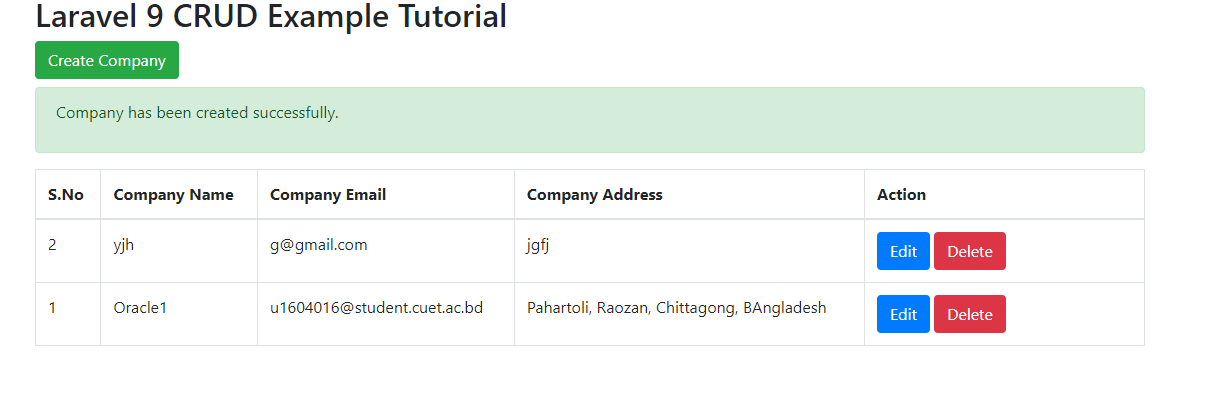 Laravel 9 CRUD Example Tutorial
Create Company
Company has been created successfully.
S.No Company Name Company Email Company Address Action
2 yjh g@gmail.com jgfj Edit Delete
1 Oracle1 u1604016@student.cuet.ac.bd Pahartoli, Raozan, Chittagong, BAngladesh Edit Delete